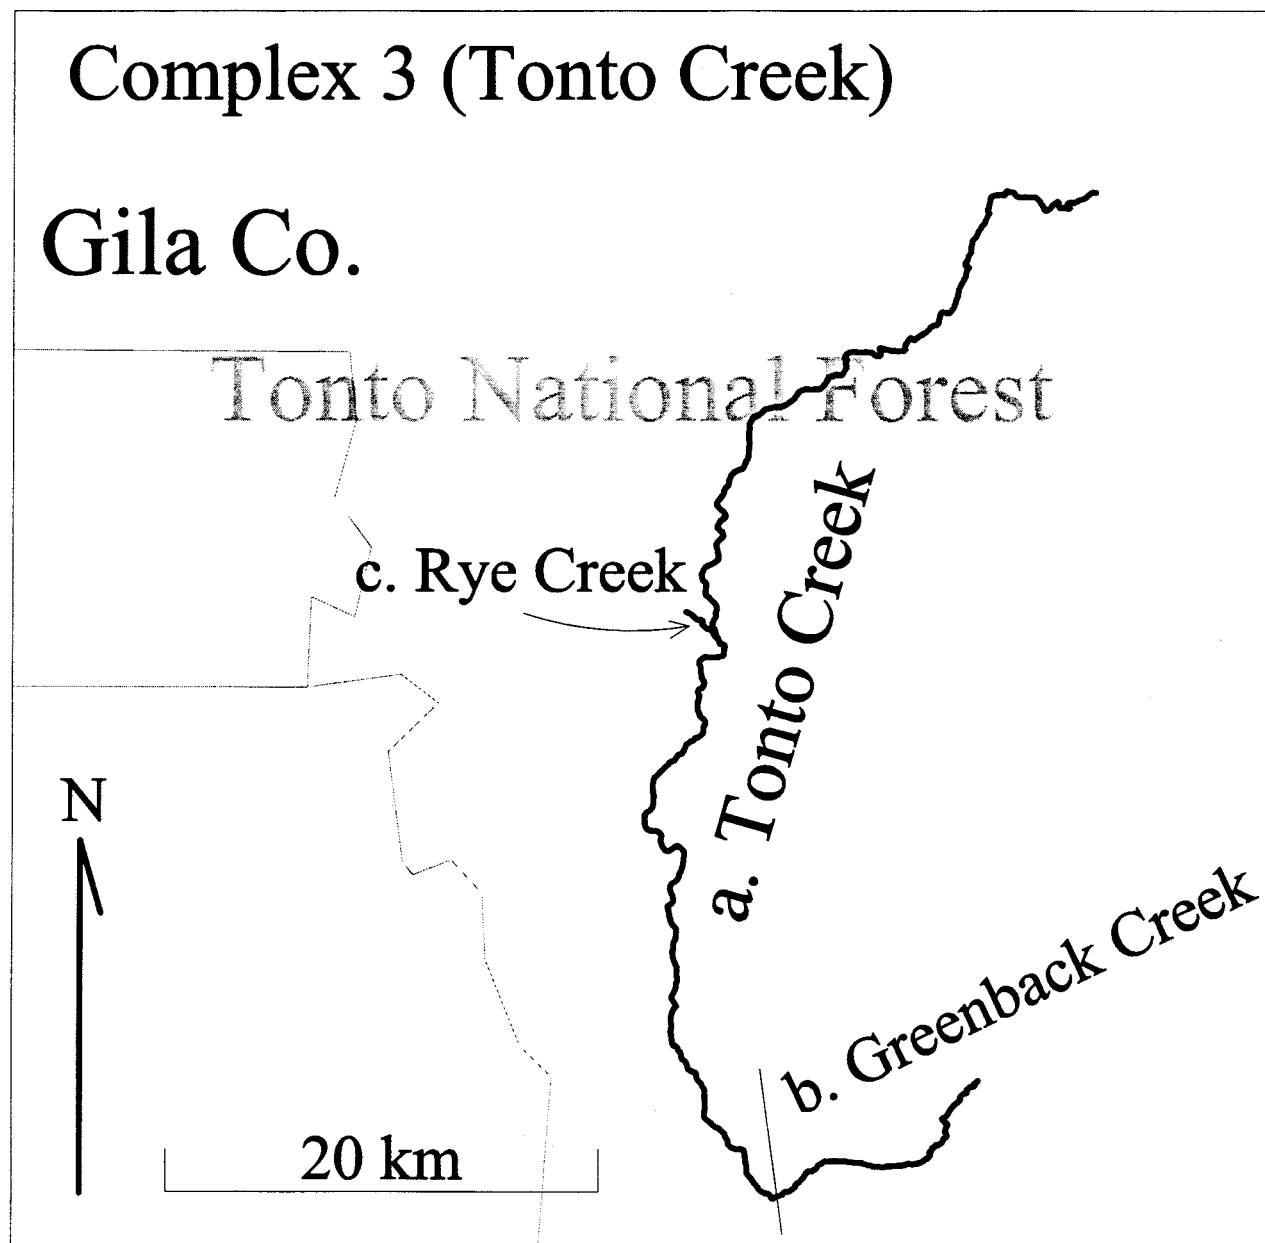 Complex 3 (Tonto Creek)
Gila Co.
Tonto National Forest
c. Rye Creek
a. Tonto Creek
N
b. Greenback Creek
20 km